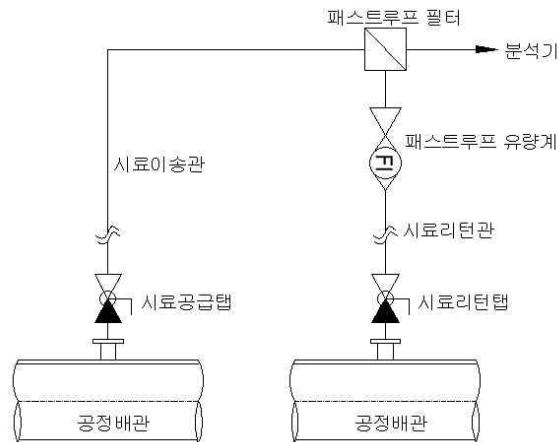 패스트루프 필터
분석기
패스트루프 유량계
FI
시료이송관
시료리턴관
시료공급탭
시료리턴탭
공정배관
공정배관